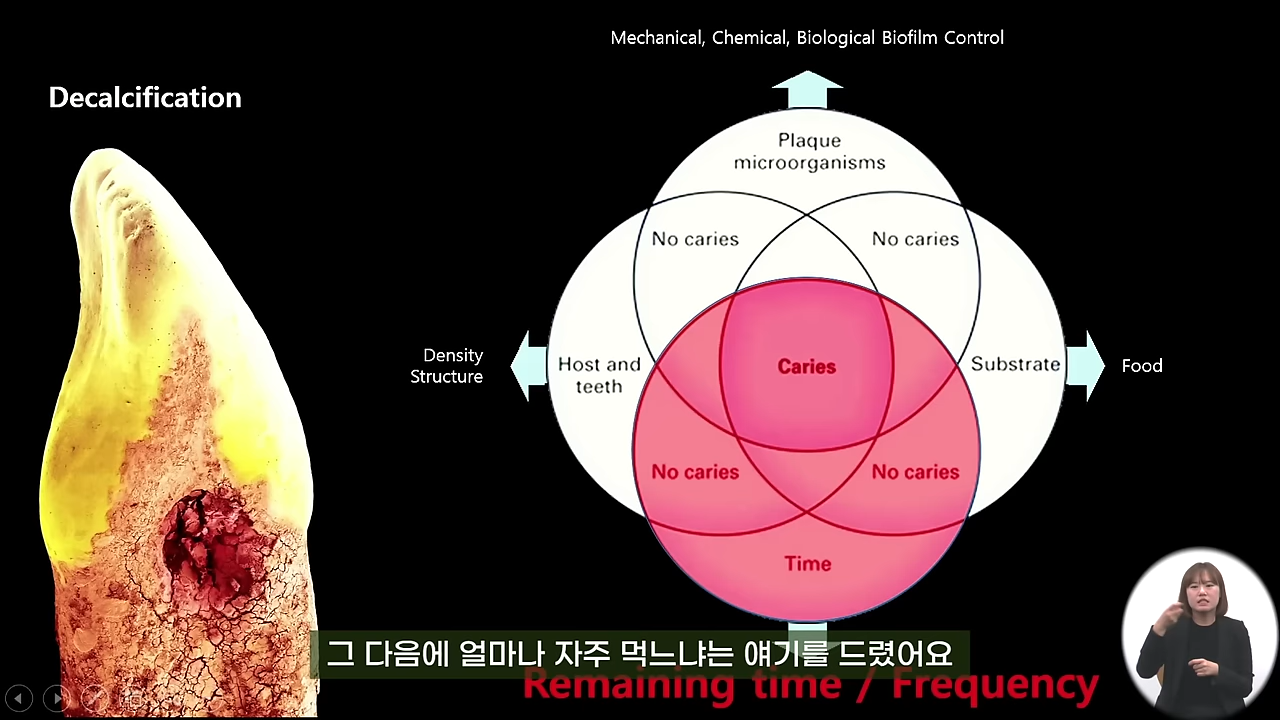 Mechanical, Chemical, Biological Biofilm Control
Decalcification
Plaque
microorganisms
No caries
No caries
Density
Structure
Host and
teeth
Caries
Substrate
Food
No caries
No caries
Time
그 다음에 얼마나 자주 먹느냐는 얘기를 드렸어요
Remaining time / Frequency